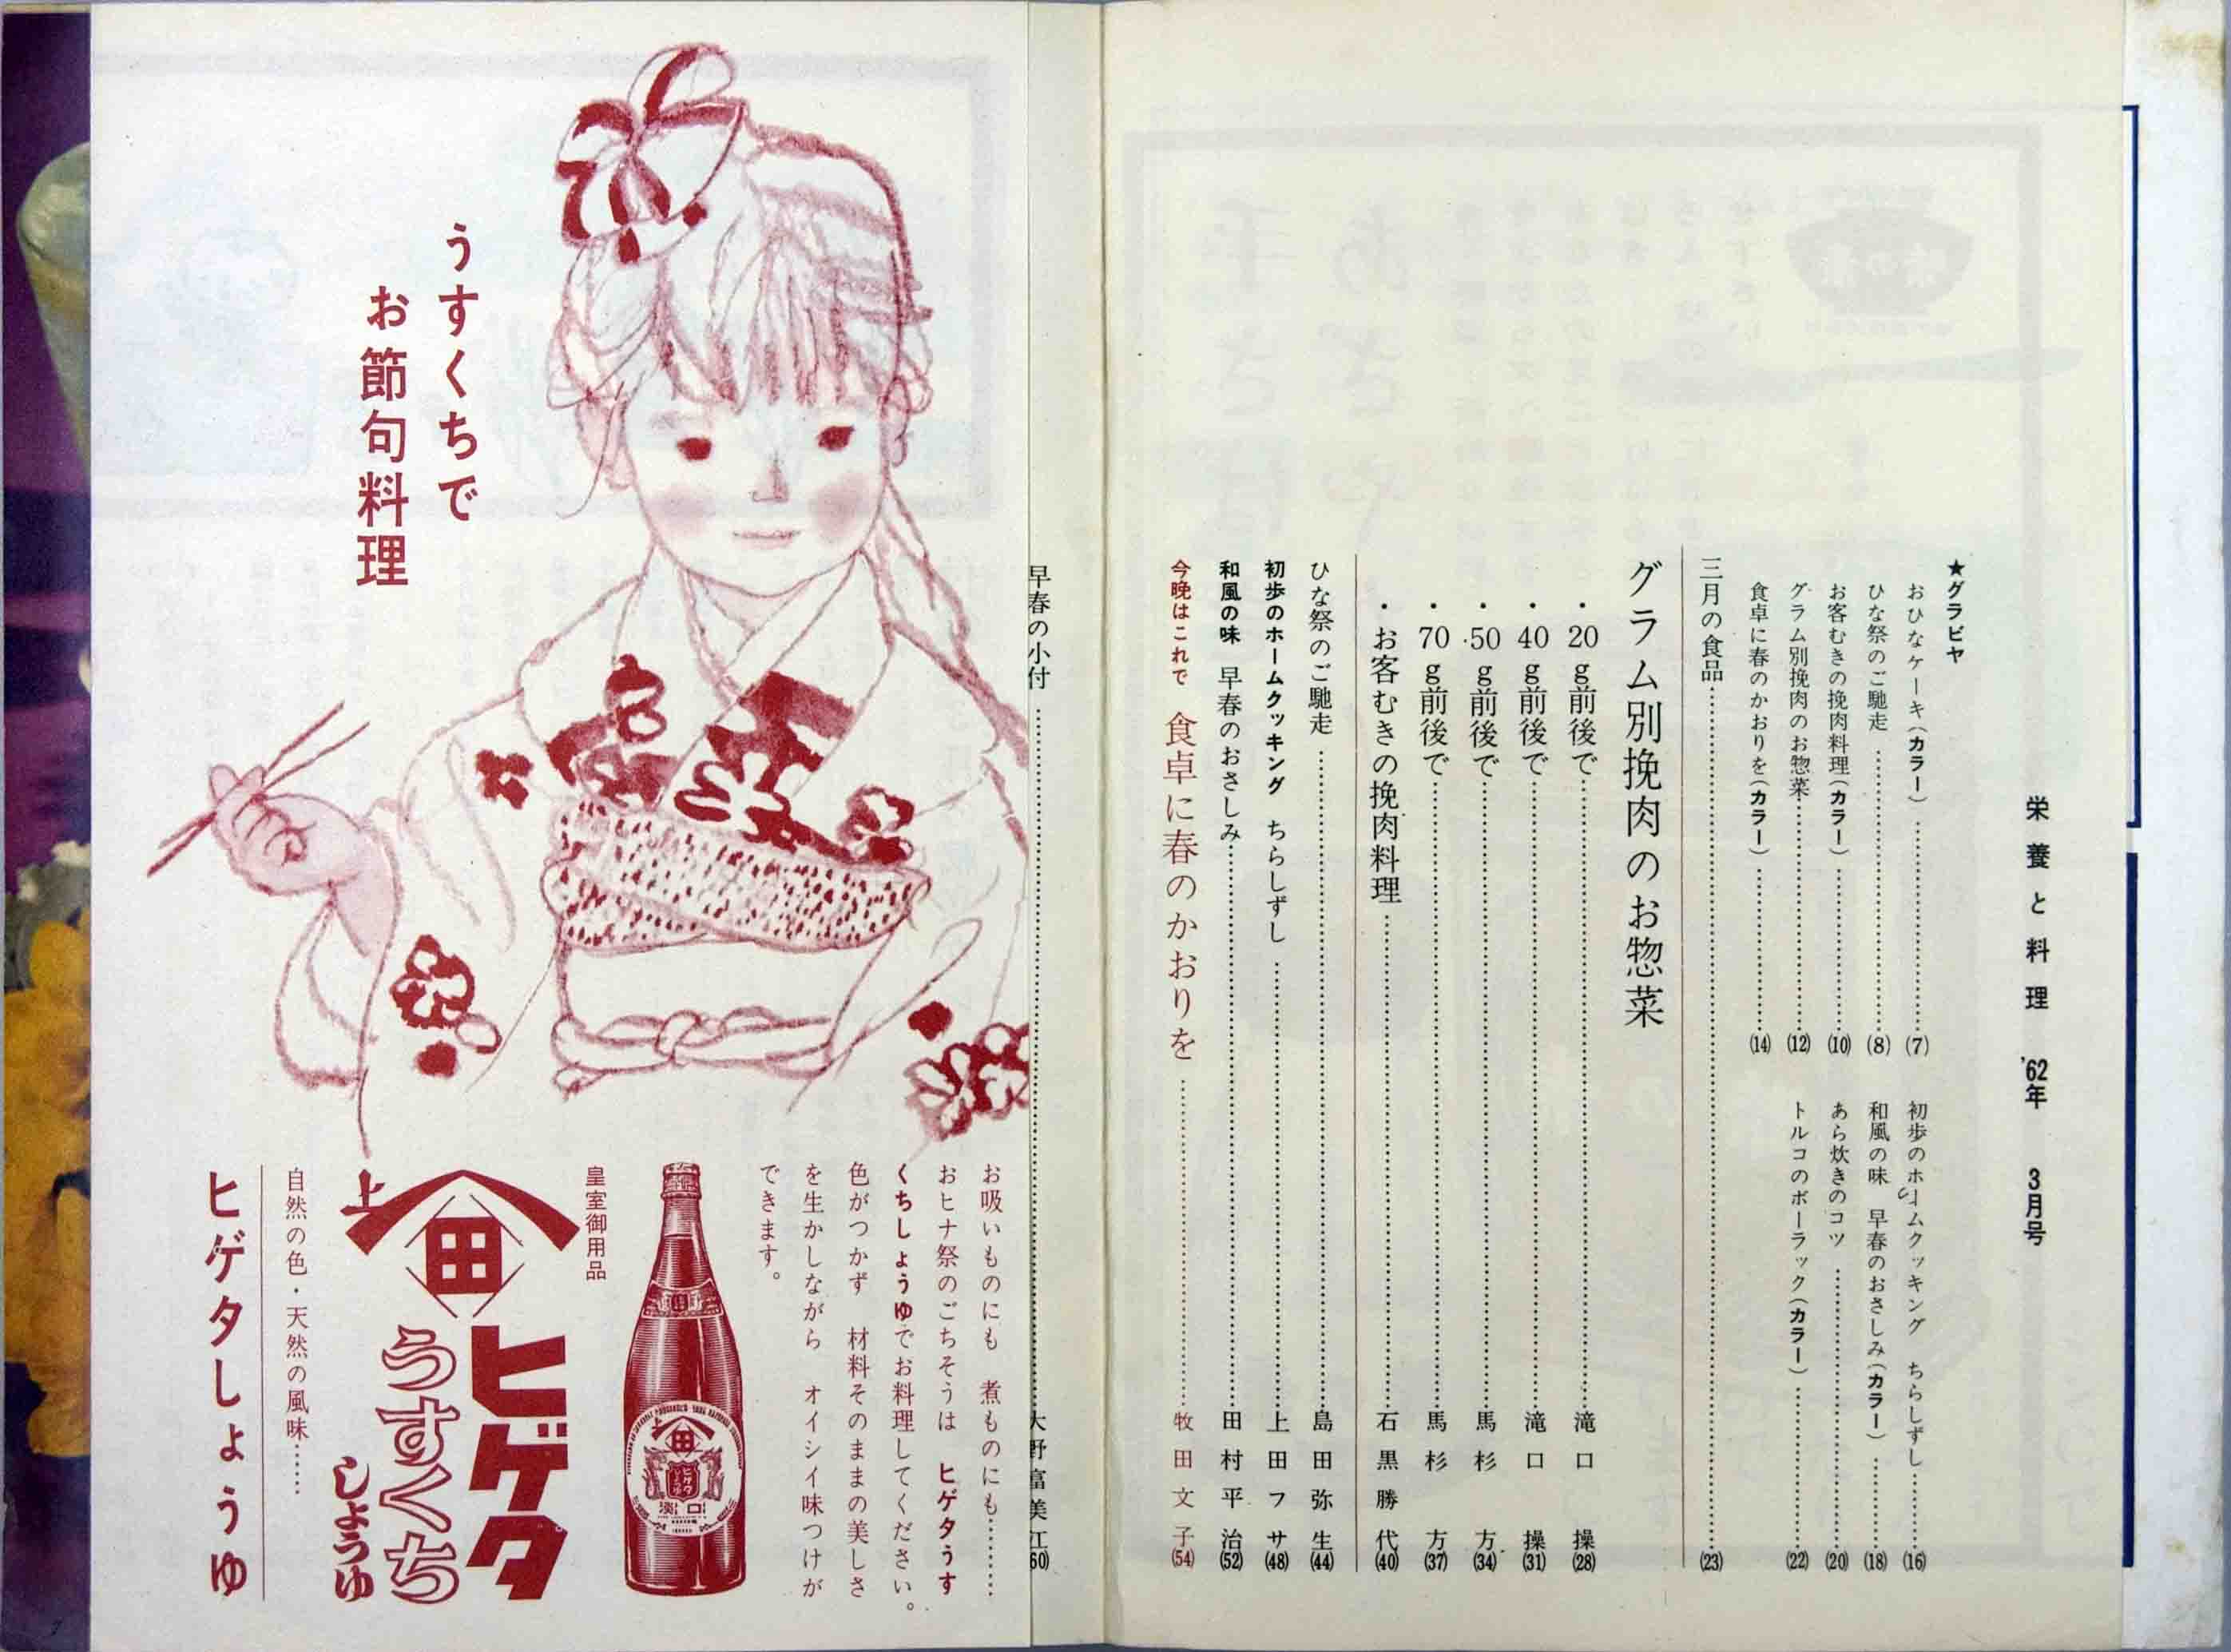 栄養と料理 '62年 3月号
★グラビヤ
おひなケーキ(カラー)…………(7)
ひな祭のご馳走…………(8)
お客むきの挽肉料理(カラー)…………(10)
グラム別挽肉のお惣菜…………(12)
食卓に春のかおりを(カラー)…………(14)
初歩のホームクッキング ちらしずし…………(16)
和風の味 早春のおさしみ(カラー)…………(18)
あら炊きのコツ…………(20)
トルコのボーラック(カラー)…………(22)
三月の食品…………(23)
グラム別挽肉のお惣菜
・20g前後で…………滝口操(28)
・40g前後で…………滝口操(31)
・50g前後で…………馬杉方(34)
・70g前後で…………馬杉方(37)
・お客むきの挽肉料理…………石黒勝代(40)
ひな祭のご馳走…………島田弥生(44)
初歩のホームクッキング ちらしずし…………上田フサ(48)
和風の味 早春のおさしみ…………田村平治(52)
今晩はこれで 食卓に春のかおりを…………牧田文子(54)
早春の小付…………大野富美江(60)
うすくちで
お節句料理
お吸いものにも 煮ものにも………
おヒナ祭のごちそうは ヒゲタうす
くちしょうゆでお料理してください。
色がつかず 材料そのままの美しさ
を生かしながら オイシイ味つけが
できます。
皇室御用品
上
田
ヒゲタ
うすくち
しょうゆ
自然の色・天然の風味……
ヒゲタしょうゆ